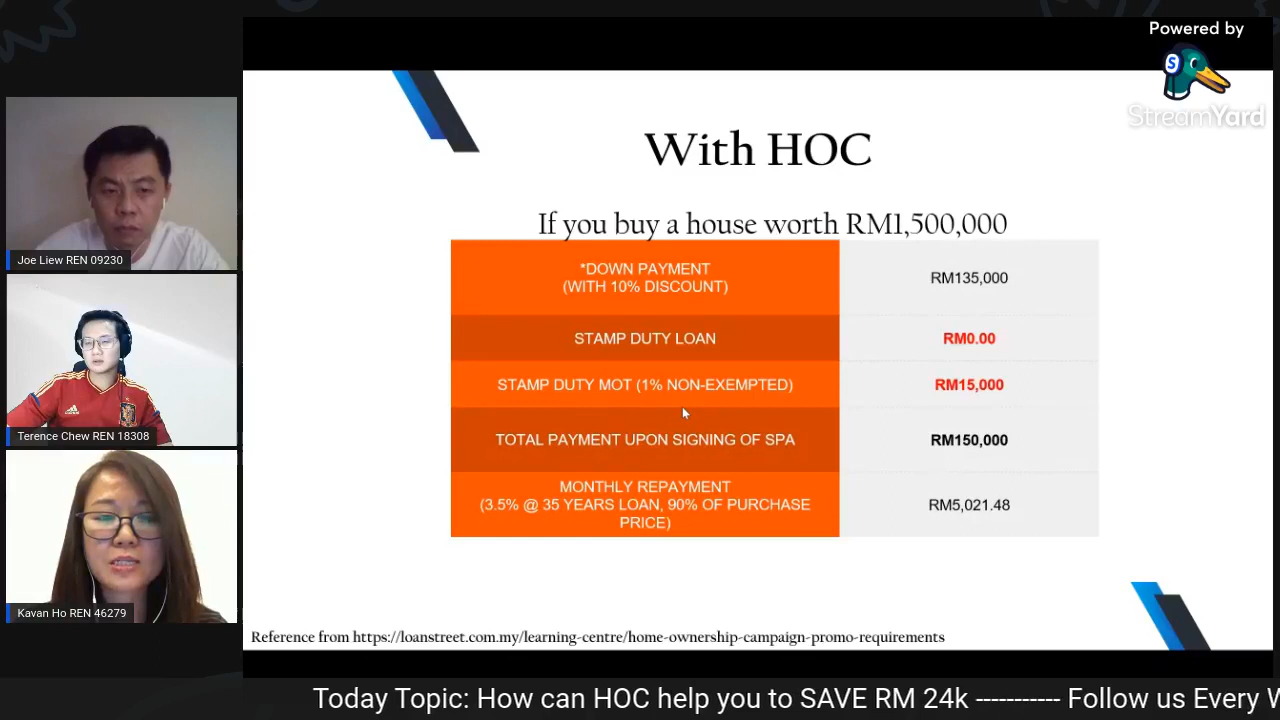 Powered by
StreamYard
With HOC
If you buy a house worth RM1,500,000
*DOWN PAYMENT
(WITH 10% DISCOUNT)
RM135,000
STAMP DUTY LOAN
RM0.00
STAMP DUTY MOT (1% NON-EXEMPTED)
RM15,000
TOTAL PAYMENT UPON SIGNING OF SPA
RM150,000
MONTHLY REPAYMENT
(3.5% @ 35 YEARS LOAN, 90% OF PURCHASE
PRICE)
RM5,021.48
Reference from https://loanstreet.com.my/learning-centre/home-ownership-campaign-promo-requirements
Joe Liew REN 09230
Terence Chew REN 18308
Kavan Ho REN 46279
Today Topic: How can HOC help you to SAVE RM 24k ----------- Follow us Every W